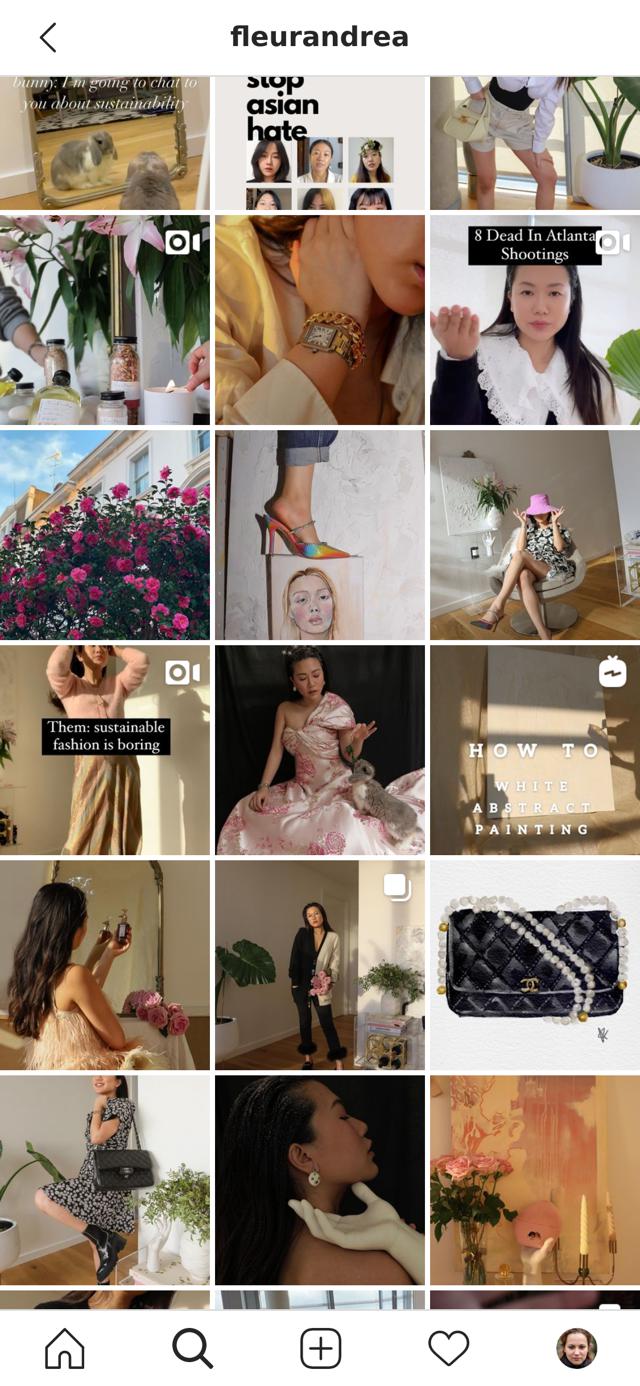 fleurandrea
bunny. I'm going to chat to
you about sustainability
stop
asian
hate
8 Dead In Atlanta
Shootings
Them: sustainable
fashion is boring
HOW TO
WHITE
ABSTRACT
PAINTING